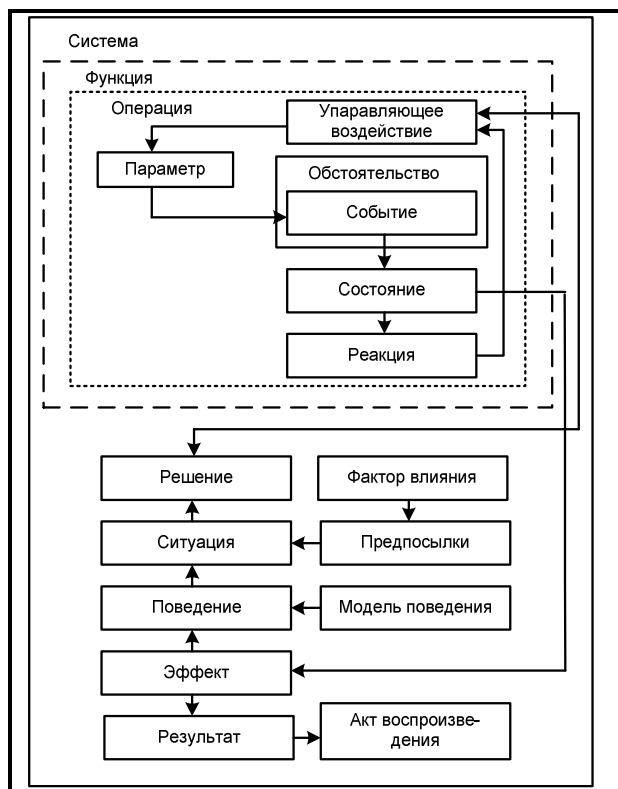 Система
Функция
Операция
Упаравляющее
воздействие
Параметр
Обстоятельство
Событие
Состояние
Реакция
Решение
Фактор влияния
Ситуация
Предпосылки
Поведение
Модель поведения
Эффект
Результат
Акт воспроизве-
дения